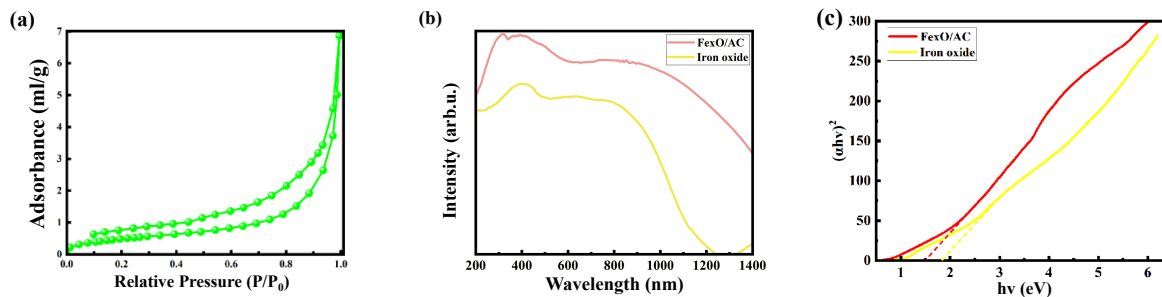 (a)
Adsorbance (ml/g)
7
6
5
4
3
2
1
0
0.0 0.2 0.4 0.6 0.8 1.0
Relative Pressure (P/P₀)
(b)
Intensity (arb.u.)
FexO/AC
Iron oxide
200 400 600 800 1000 1200 1400
Wavelength (nm)
(c)
(αhν)²
300
250
200
150
100
50
0
FexO/AC
Iron oxide
1 2 3 4 5 6
hν (eV)